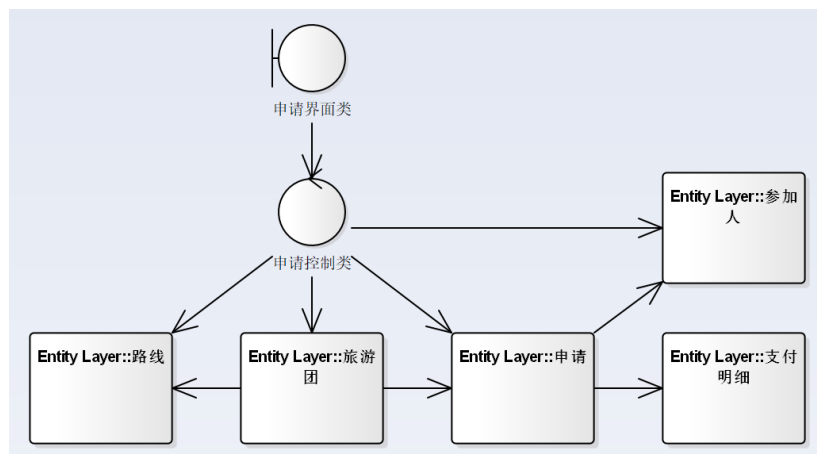 申请界面类
Entity Layer::参加
人
申请控制类
Entity Layer::路线
Entity Layer::旅游
团
Entity Layer::申请
Entity Layer::支付
明细